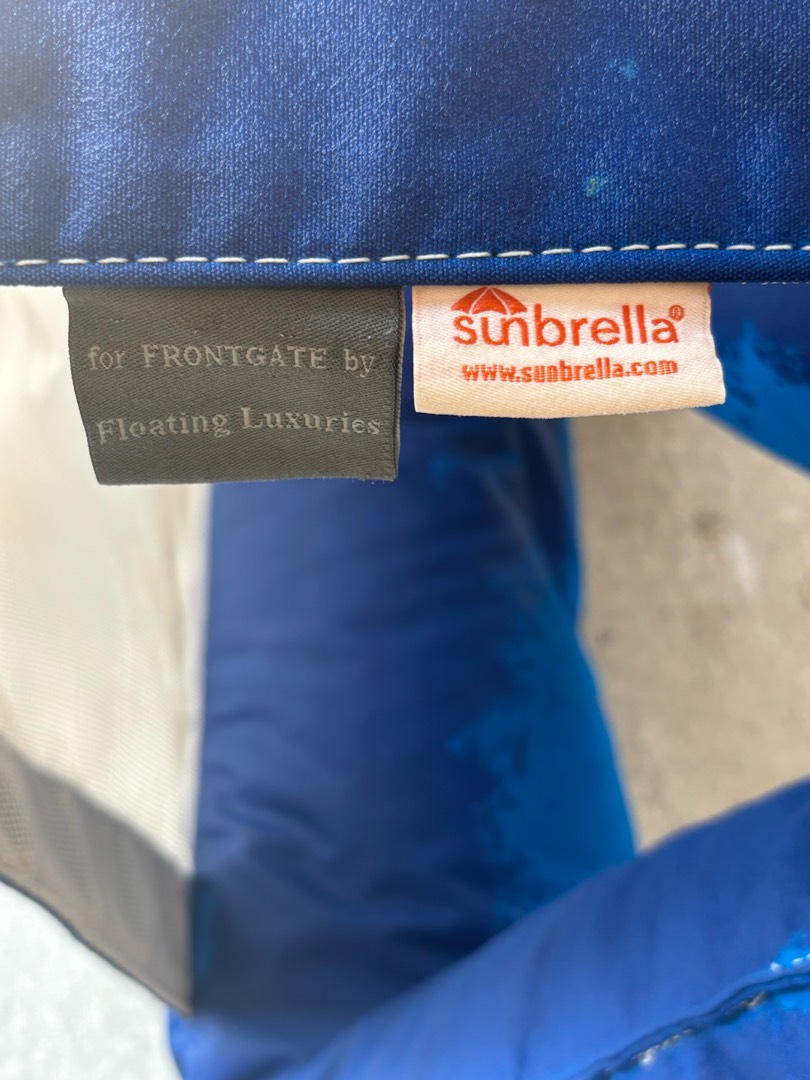 for FRONTGATE by
Floating Luxuries
sunbrella®
www.sunbrella.com